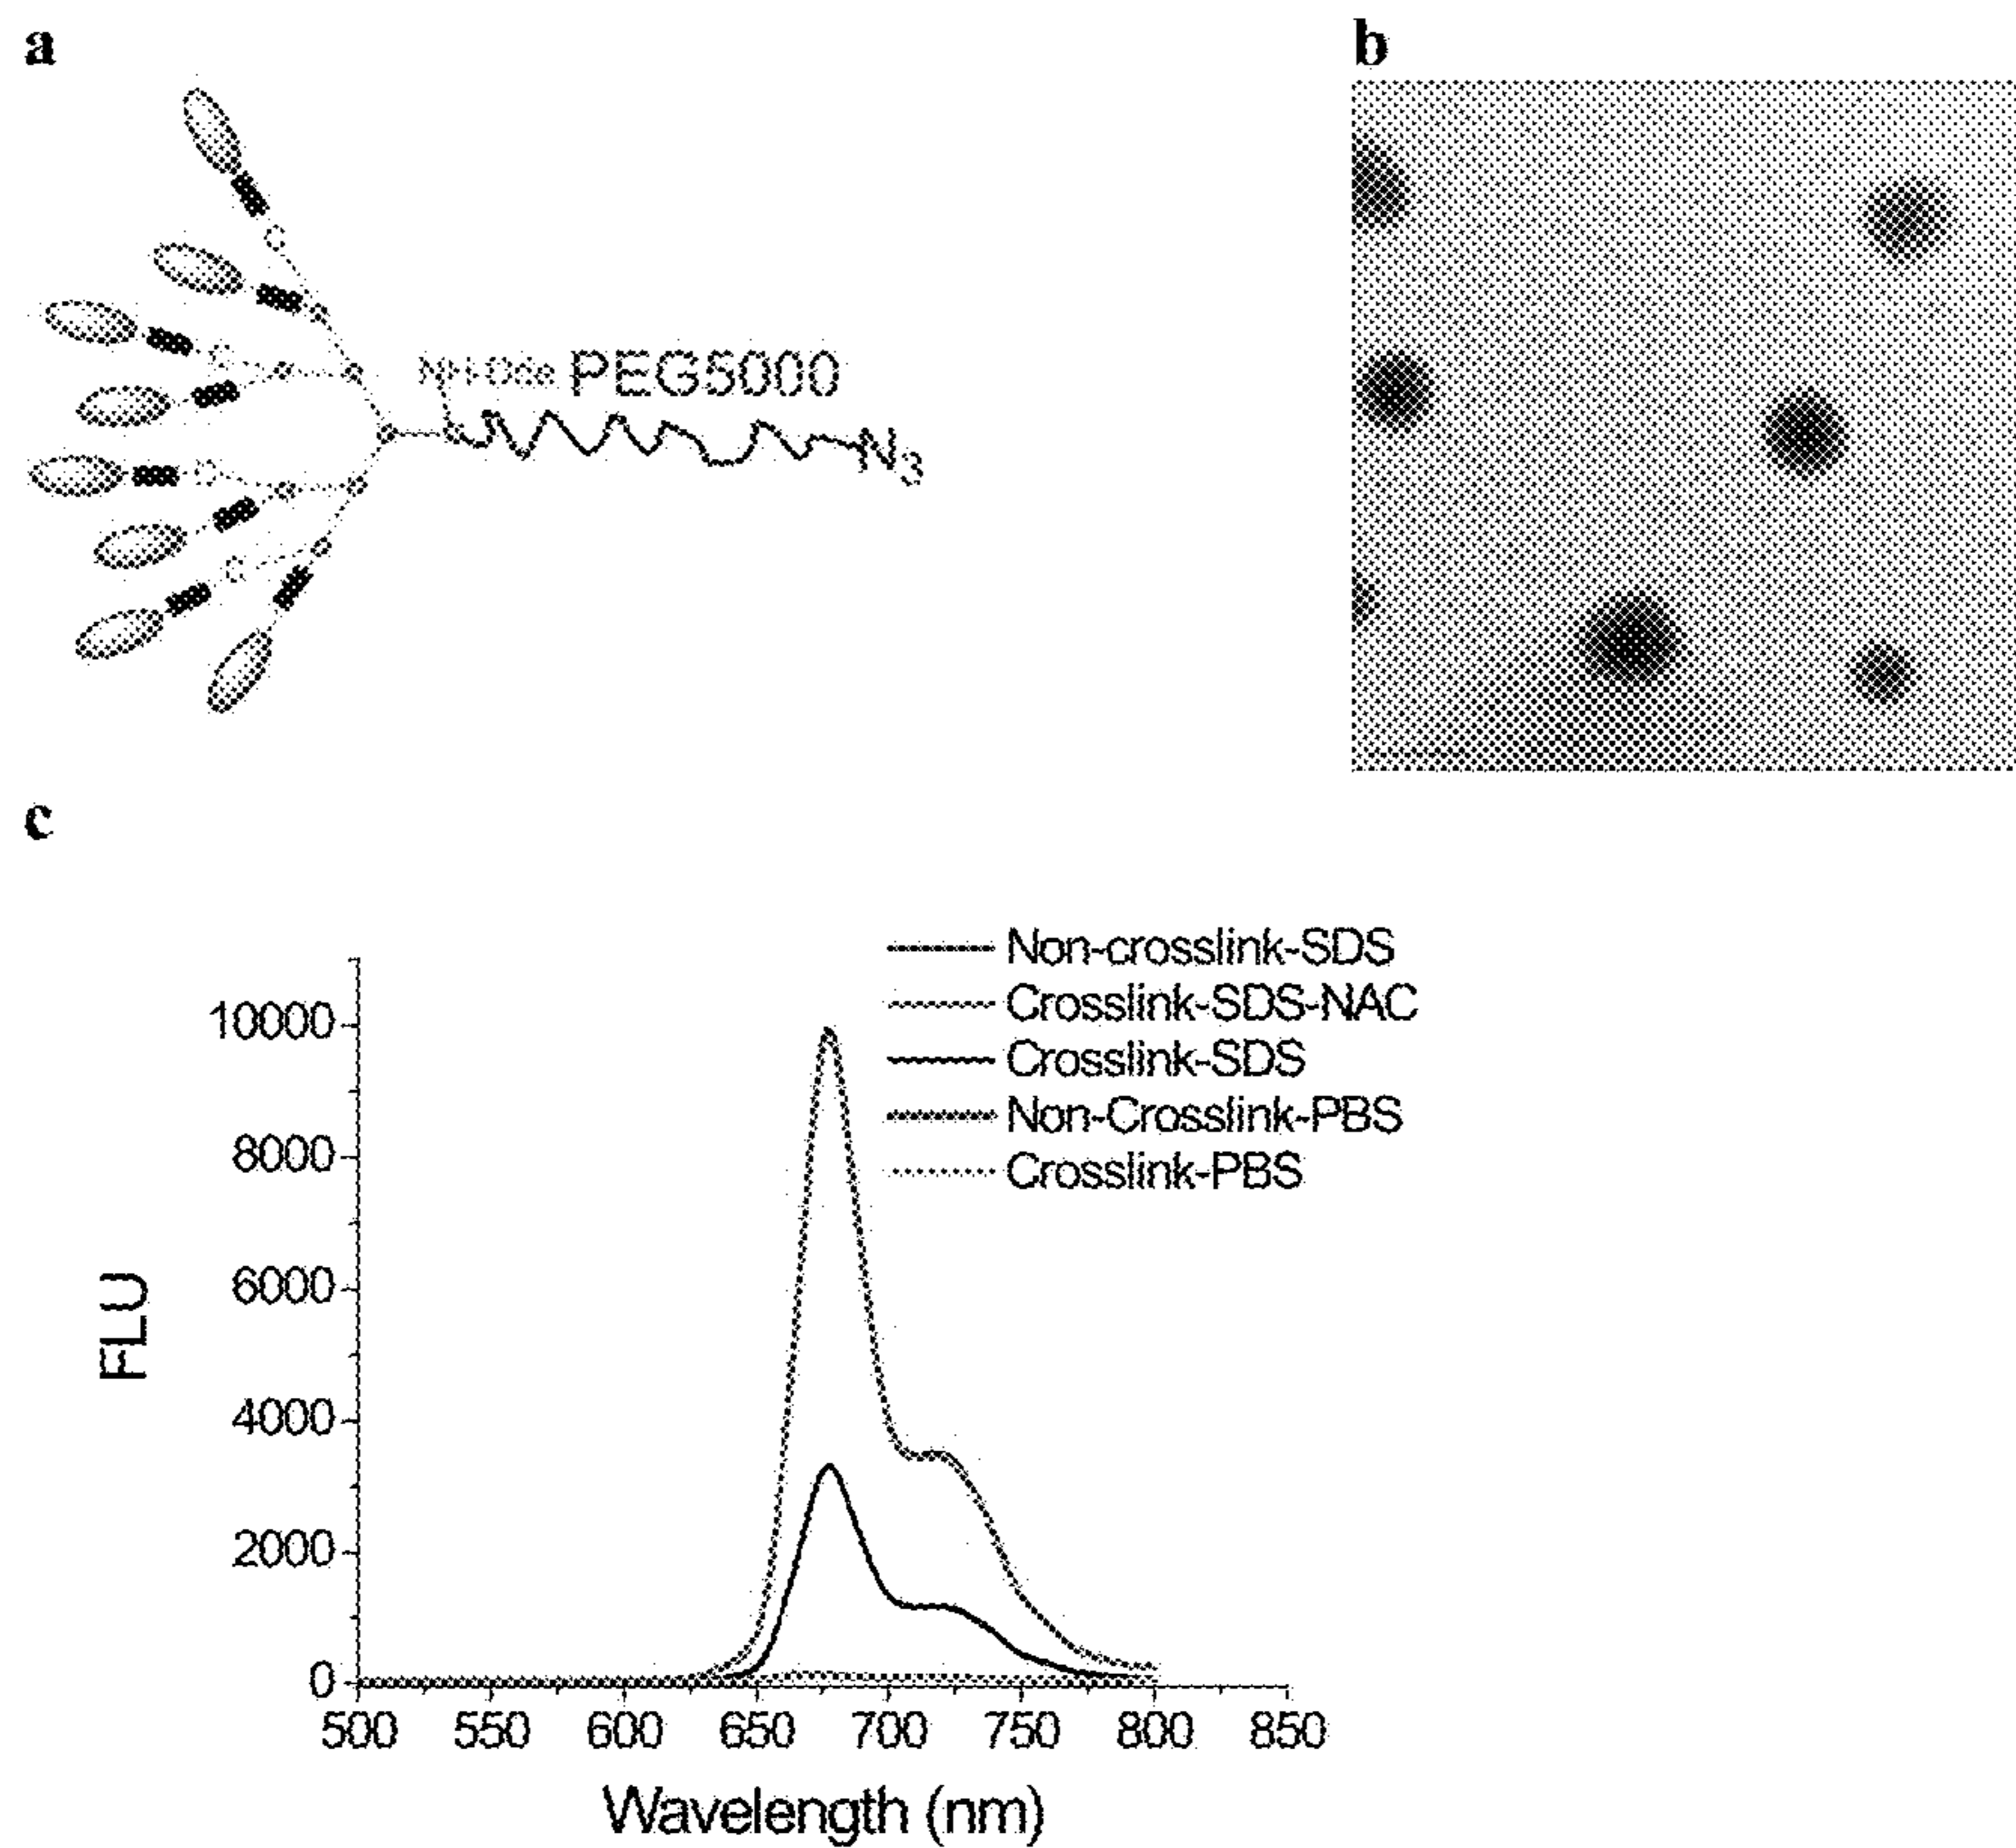 a
b
PEG5000
N3
c
Non-crosslink-SDS
Crosslink-SDS-NAC
Crosslink-SDS
Non-Crosslink-PBS
Crosslink-PBS
10000
8000
6000
4000
2000
0
FLU
500 550 600 650 700 750 800 850
Wavelength (nm)